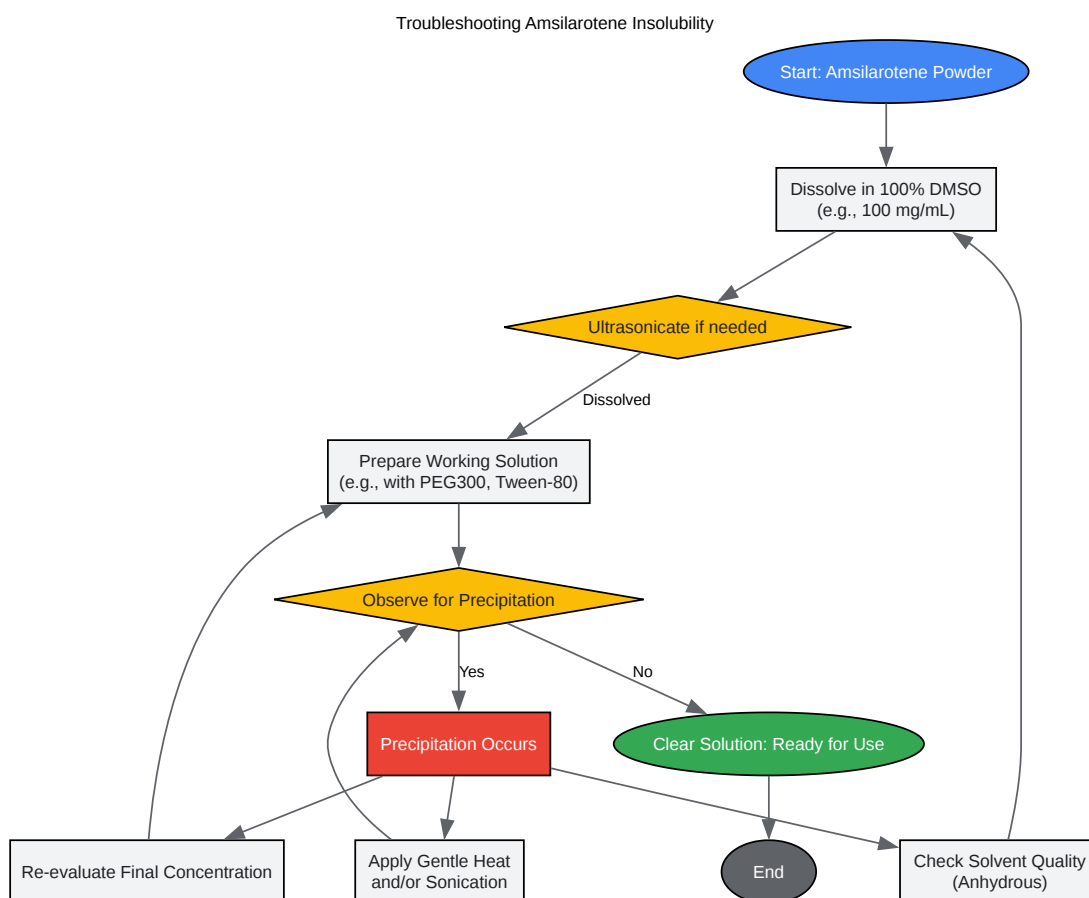 Troubleshooting Amsilarotene Insolubility
Start: Amsilarotene Powder
Dissolve in 100% DMSO
(e.g., 100 mg/mL)
Ultrasonicate if needed
Dissolved
Prepare Working Solution
(e.g., with PEG300, Tween-80)
Observe for Precipitation
Yes
No
Precipitation Occurs
Clear Solution: Ready for Use
Re-evaluate Final Concentration
Apply Gentle Heat
and/or Sonication
End
Check Solvent Quality
(Anhydrous)